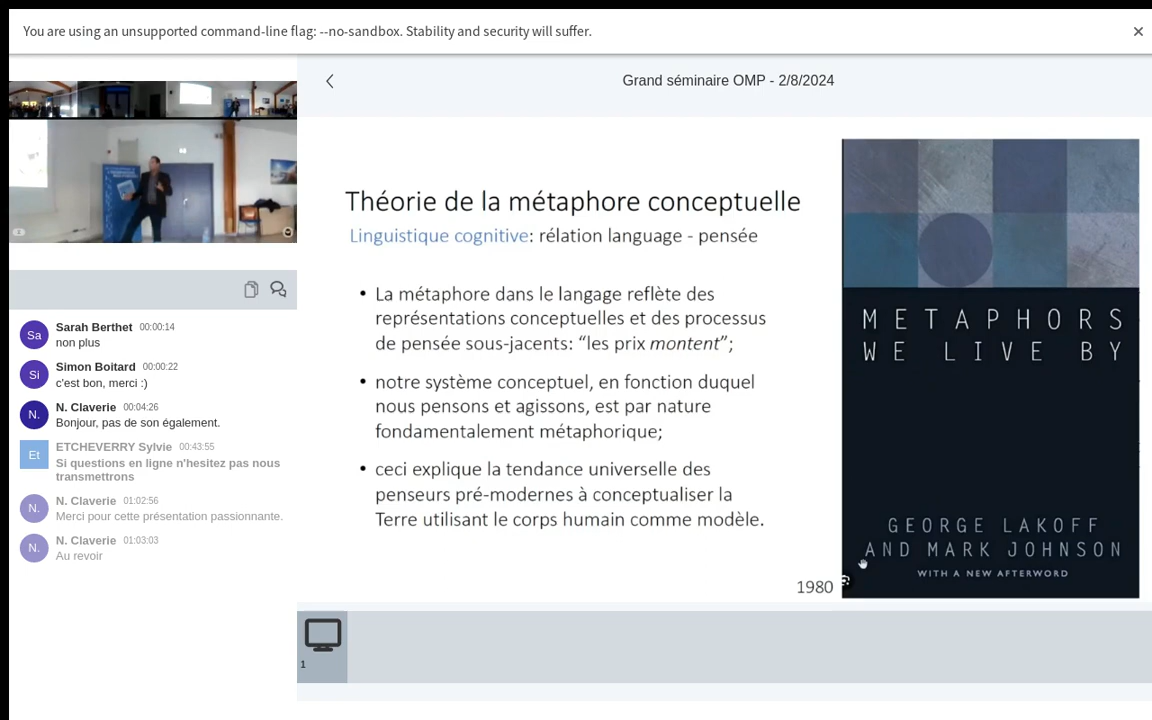 You are using an unsupported command-line flag: --no-sandbox. Stability and security will suffer.
Grand séminaire OMP - 2/8/2024
Sa
Sarah Berthet 00:00:14
non plus
Si
Simon Boitard 00:00:22
c'est bon, merci :)
N.
N. Claverie 00:04:26
Bonjour, pas de son également.
Et
ETCHEVERRY Sylvie 00:43:55
Si questions en ligne n'hesitez pas nous
transmettrons
N.
N. Claverie 01:02:56
Merci pour cette présentation passionnante.
N.
N. Claverie 01:03:03
Au revoir
Théorie de la métaphore conceptuelle
Linguistique cognitive: rélation language - pensée
• La métaphore dans le langage reflète des
représentations conceptuelles et des processus
de pensée sous-jacents: “les prix montent”;
• notre système conceptuel, en fonction duquel
nous pensons et agissons, est par nature
fondamentalement métaphorique;
• ceci explique la tendance universelle des
penseurs pré-modernes à conceptualiser la
Terre utilisant le corps humain comme modèle.
1980
METAPHORS
WE LIVE BY
GEORGE LAKOFF
AND MARK JOHNSON
WITH A NEW AFTERWORD
1